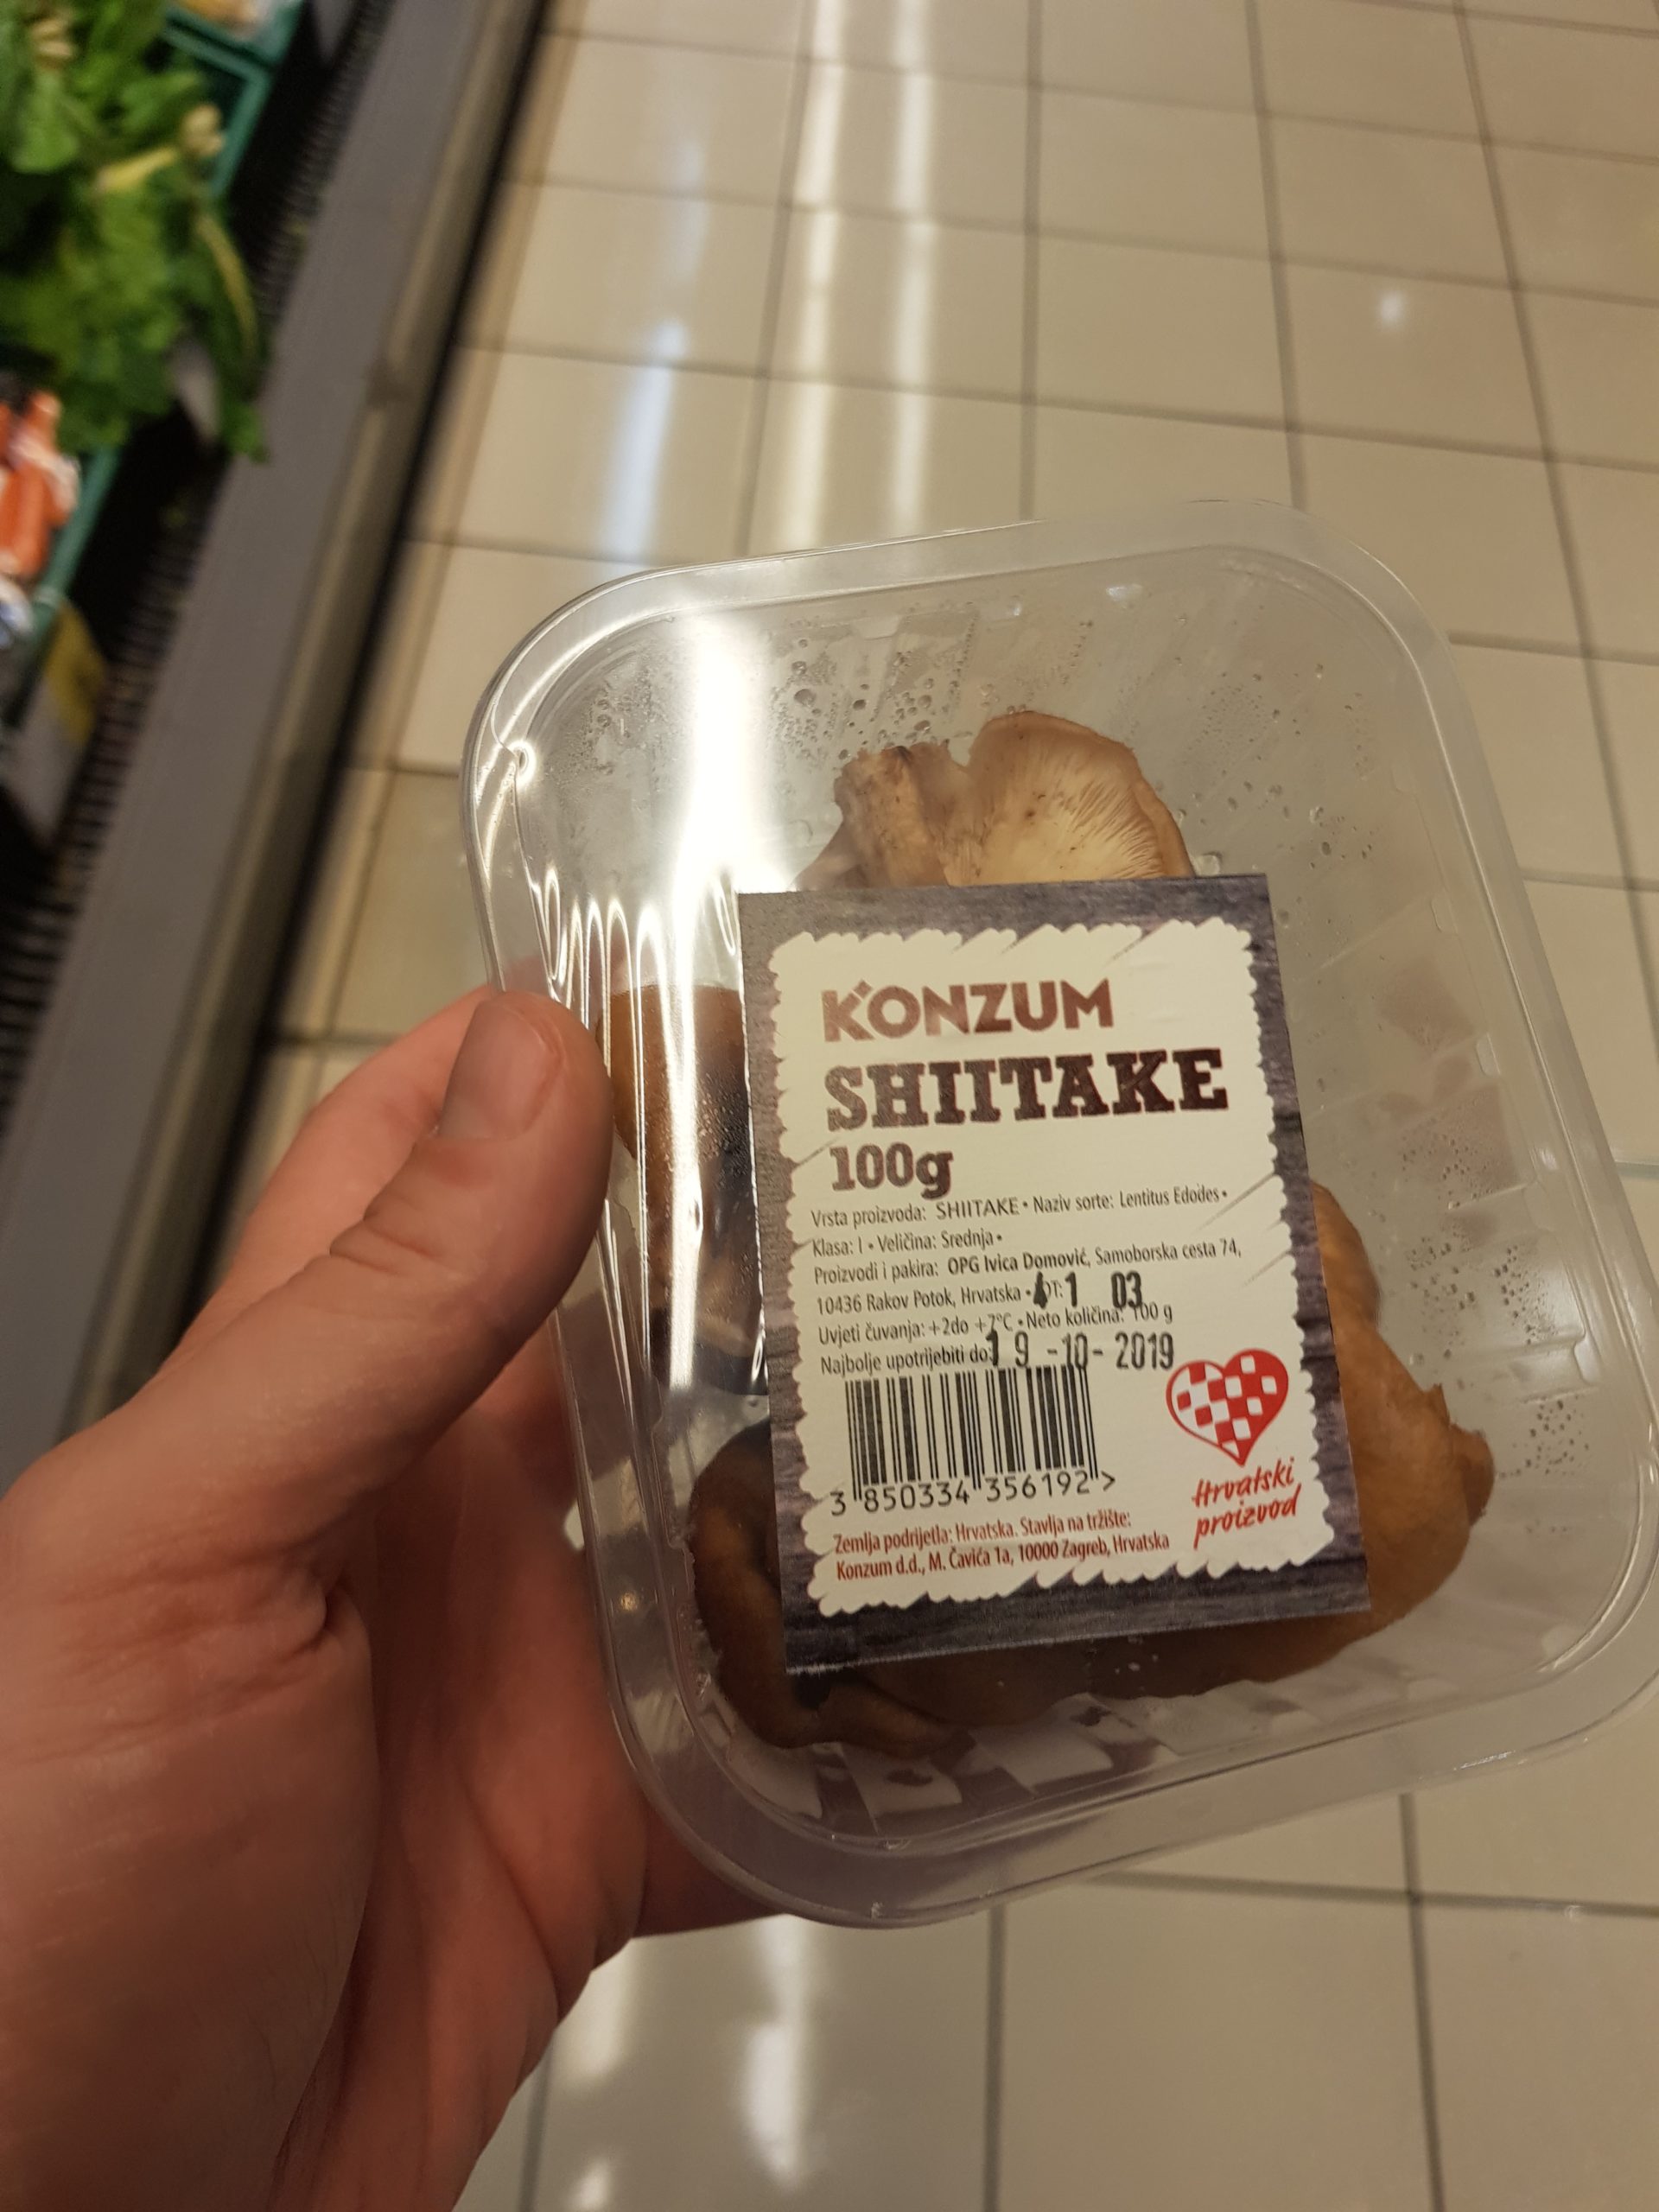 KONZUM
SHIITAKE
100g
Vrsta proizvoda: SHIITAKE • Naziv sorte: Lentitus Edodes •
Klasa: I • Veličina: Srednja •
Proizvodi i pakira: OPG Ivica Domović, Samoborska cesta 74,
10436 Rakov Potok, Hrvatska • 1 03
Uvjeti čuvanja: +2do +7°C • Neto količina: 100 g
Najbolje upotrijebiti do: 19 -10- 2019
3 850334 356192 >
Hrvatski
proizvod
Zemlja podrijetla: Hrvatska. Stavlja na tržište:
Konzum d.d., M. Čavića 1a, 10000 Zagreb, Hrvatska